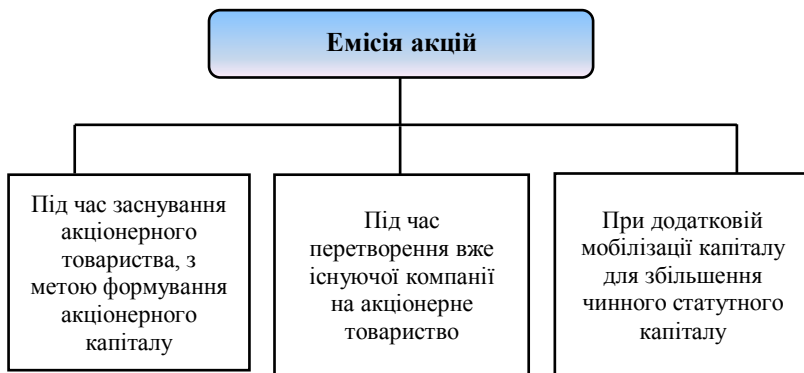 Емісія акцій
Під час заснування
акціонерного
товариства, з
метою формування
акціонерного
капіталу
Під час
перетворення вже
існуючої компанії
на акціонерне
товариство
При додатковій
мобілізації капіталу
для збільшення
чинного статутного
капіталу